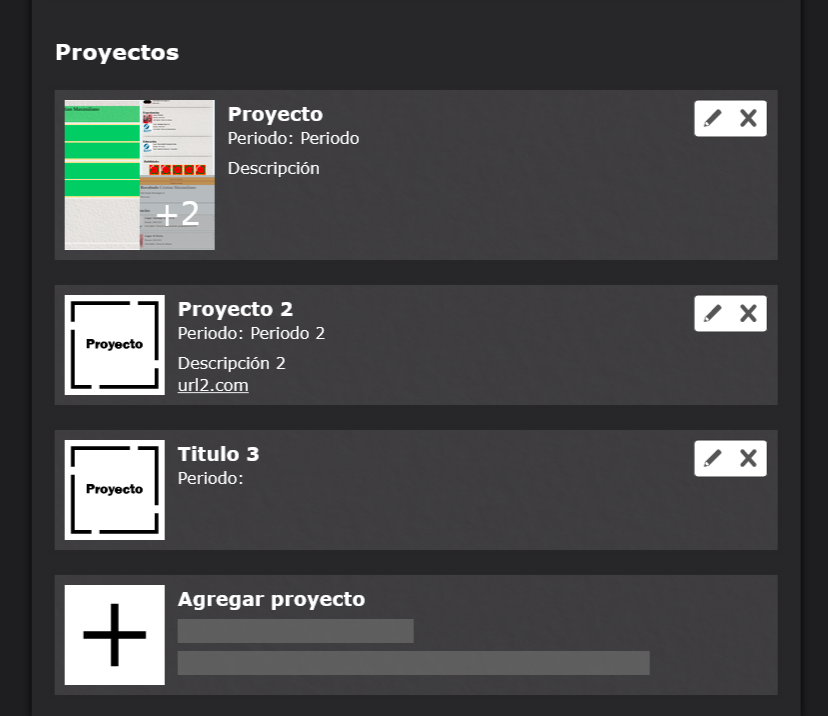 Proyectos
Proyecto
Periodo: Periodo
Descripción
+2
Proyecto 2
Periodo: Periodo 2
Descripción 2
url2.com
Proyecto
Titulo 3
Periodo:
Proyecto
Agregar proyecto